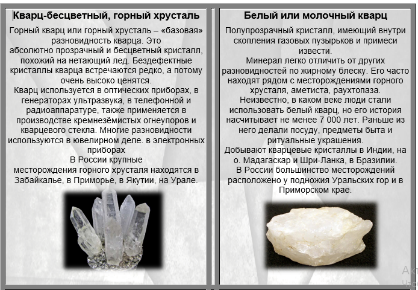 Кварц-бесцветный, горный хрусталь
Горный кварц или горный хрусталь – «базовая»
разновидность кварца. Это
абсолютно прозрачный и бесцветный кристалл,
похожий на нетающий лед. Бездефектные
кристаллы кварца встречаются редко, а потому
очень высоко ценятся.
Кварц используется в оптических приборах, в
генераторах ультразвука, в телефонной и
радиоаппаратуре, также применяется в
производстве кремнезёмистых огнеупоров и
кварцевого стекла. Многие разновидности
используются в ювелирном деле. в электронных
приборах
В России крупные
месторождения горного хрусталя находятся в
Забайкалье, в Приморье, в Якутии, на Урале.
Белый или молочный кварц
Полупрозрачный кристалл, имеющий внутри
скопления газовых пузырьков и примеси
извести.
Минерал легко отличить от других
разновидностей по жирному блеску. Его часто
находят рядом с месторождениями горного
хрусталя, аметиста, раухтопаза.
Неизвестно, в каком веке люди стали
использовать белый кварц, но его история
насчитывает не менее 7 000 лет. Раньше из
него делали посуду, предметы быта и
ритуальные украшения.
Добывают кварцевые кристаллы в Индии, на
о. Мадагаскар и Шри-Ланка, в Бразилии.
В России большинство месторождений
расположено у подножия Уральских гор и в
Приморском крае.